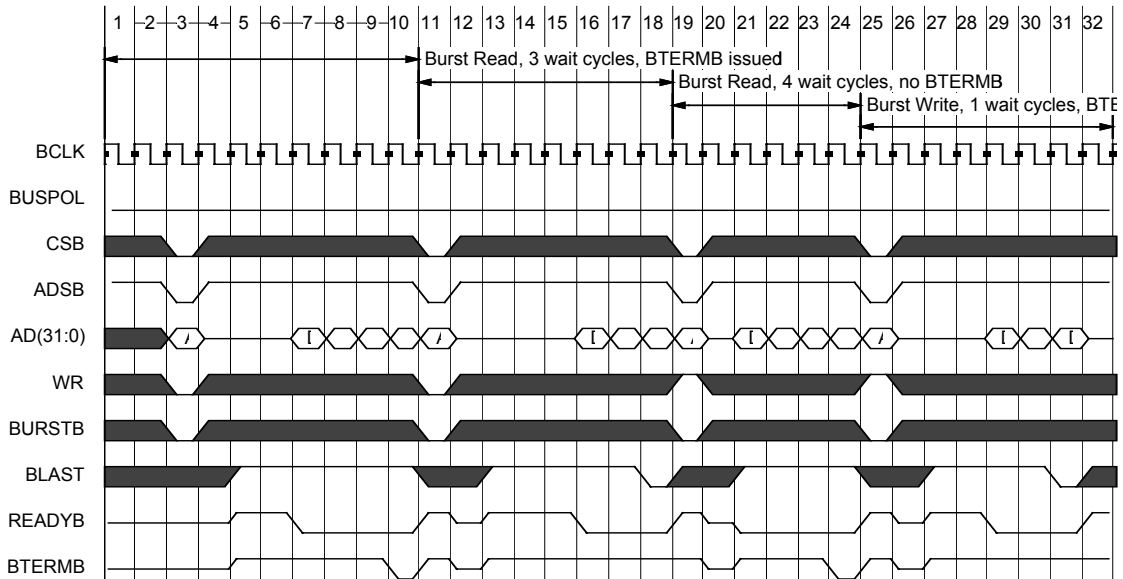 1 2 3 4 5 6 7 8 9 10 11 12 13 14 15 16 17 18 19 20 21 22 23 24 25 26 27 28 29 30 31 32
Burst Read, 3 wait cycles, BTERMB issued
Burst Read, 4 wait cycles, no BTERMB
Burst Write, 1 wait cycles, BTE
BCLK
BUSPOL
CSB
ADSB
AD(31:0)
WR
BURSTB
BLAST
READYB
BTERMB